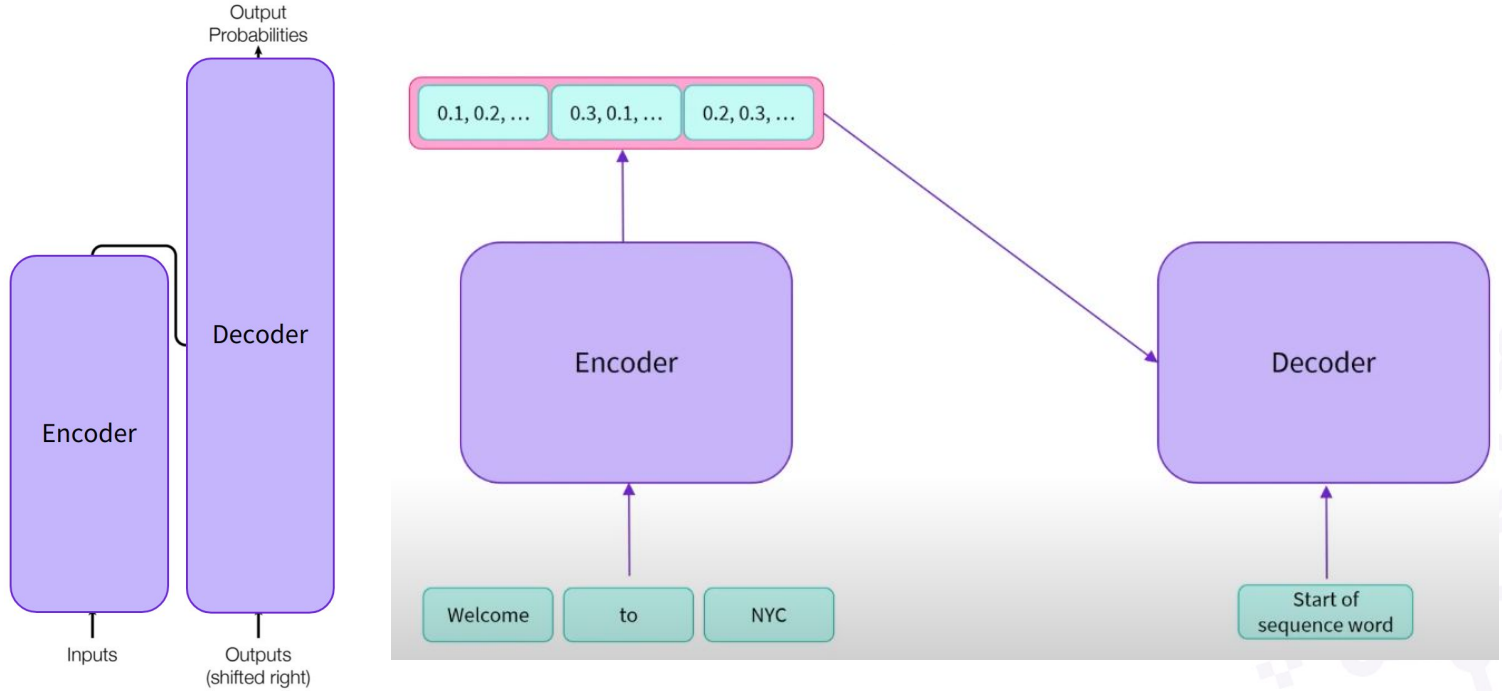 Output
Probabilities
Decoder
Encoder
Inputs
Outputs
(shifted right)
0.1, 0.2, … 0.3, 0.1, … 0.2, 0.3, …
Encoder
Decoder
Welcome to NYC
Start of
sequence word